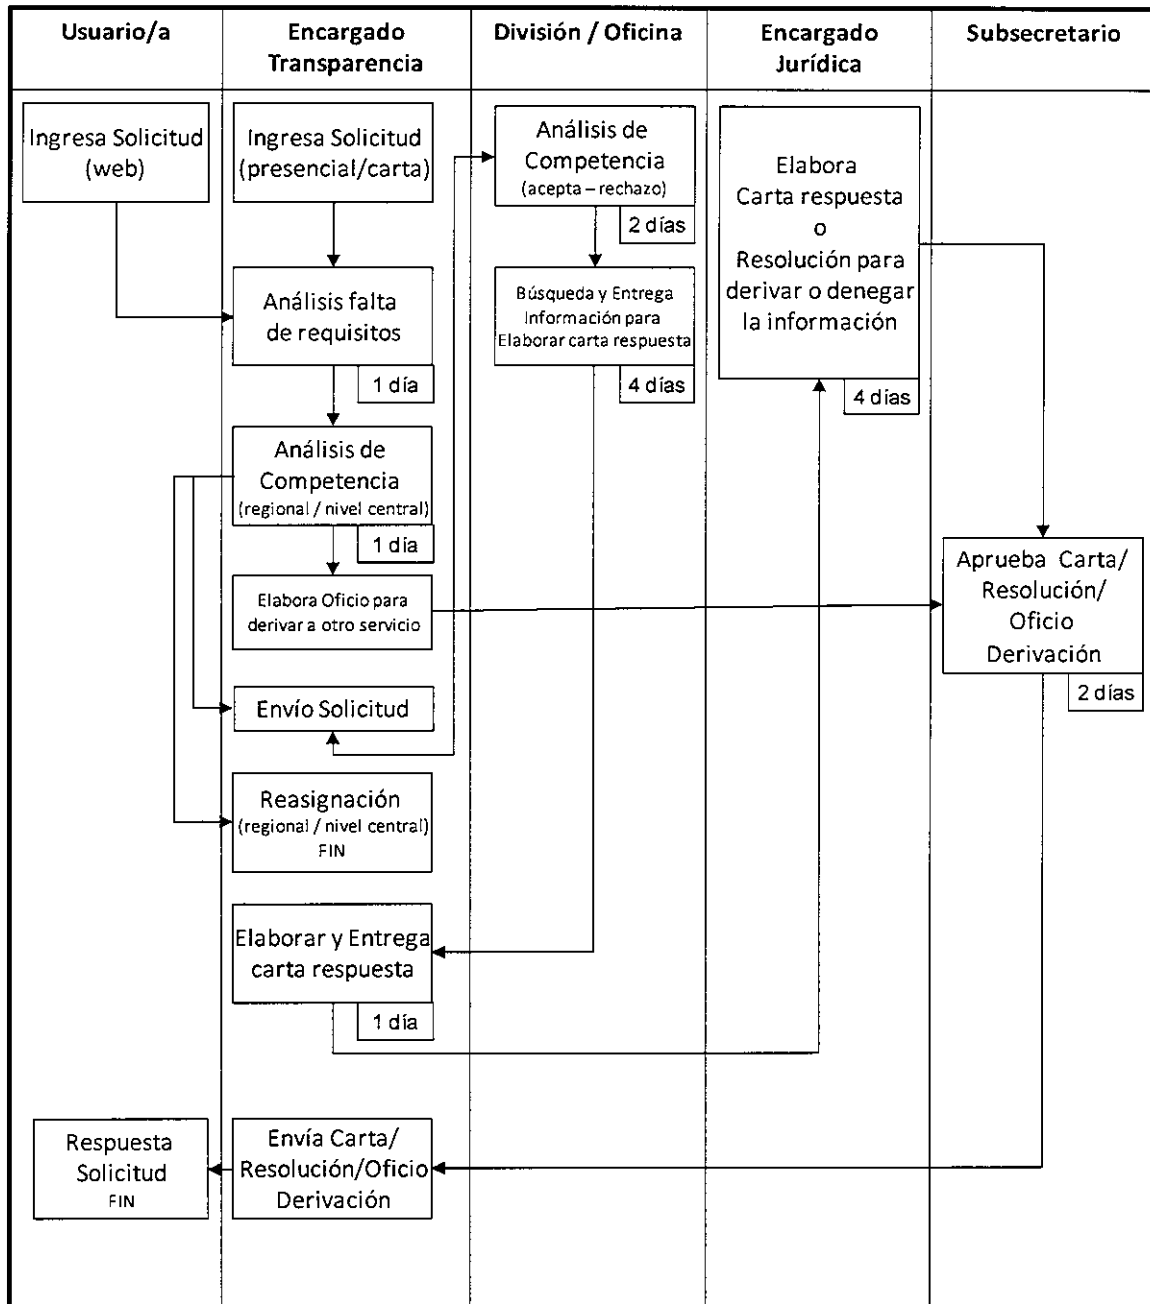 Usuario/a
Encargado
Transparencia
División / Oficina
Encargado
Jurídica
Subsecretario
Ingresa Solicitud
(web)
Ingresa Solicitud
(presencial/carta)
Análisis falta
de requisitos
1 día
Análisis de
Competencia
(regional / nivel central)
1 día
Elabora Oficio para
derivar a otro servicio
Envío Solicitud
Reasignación
(regional / nivel central)
FIN
Elaborar y Entrega
carta respuesta
1 día
Análisis de
Competencia
(acepta – rechazo)
2 días
Búsqueda y Entrega
Información para
Elaborar carta respuesta
4 días
Elabora
Carta respuesta
o
Resolución para
derivar o denegar
la información
4 días
Aprueba Carta/
Resolución/
Oficio
Derivación
2 días
Envía Carta/
Resolución/Oficio
Derivación
Respuesta
Solicitud
FIN